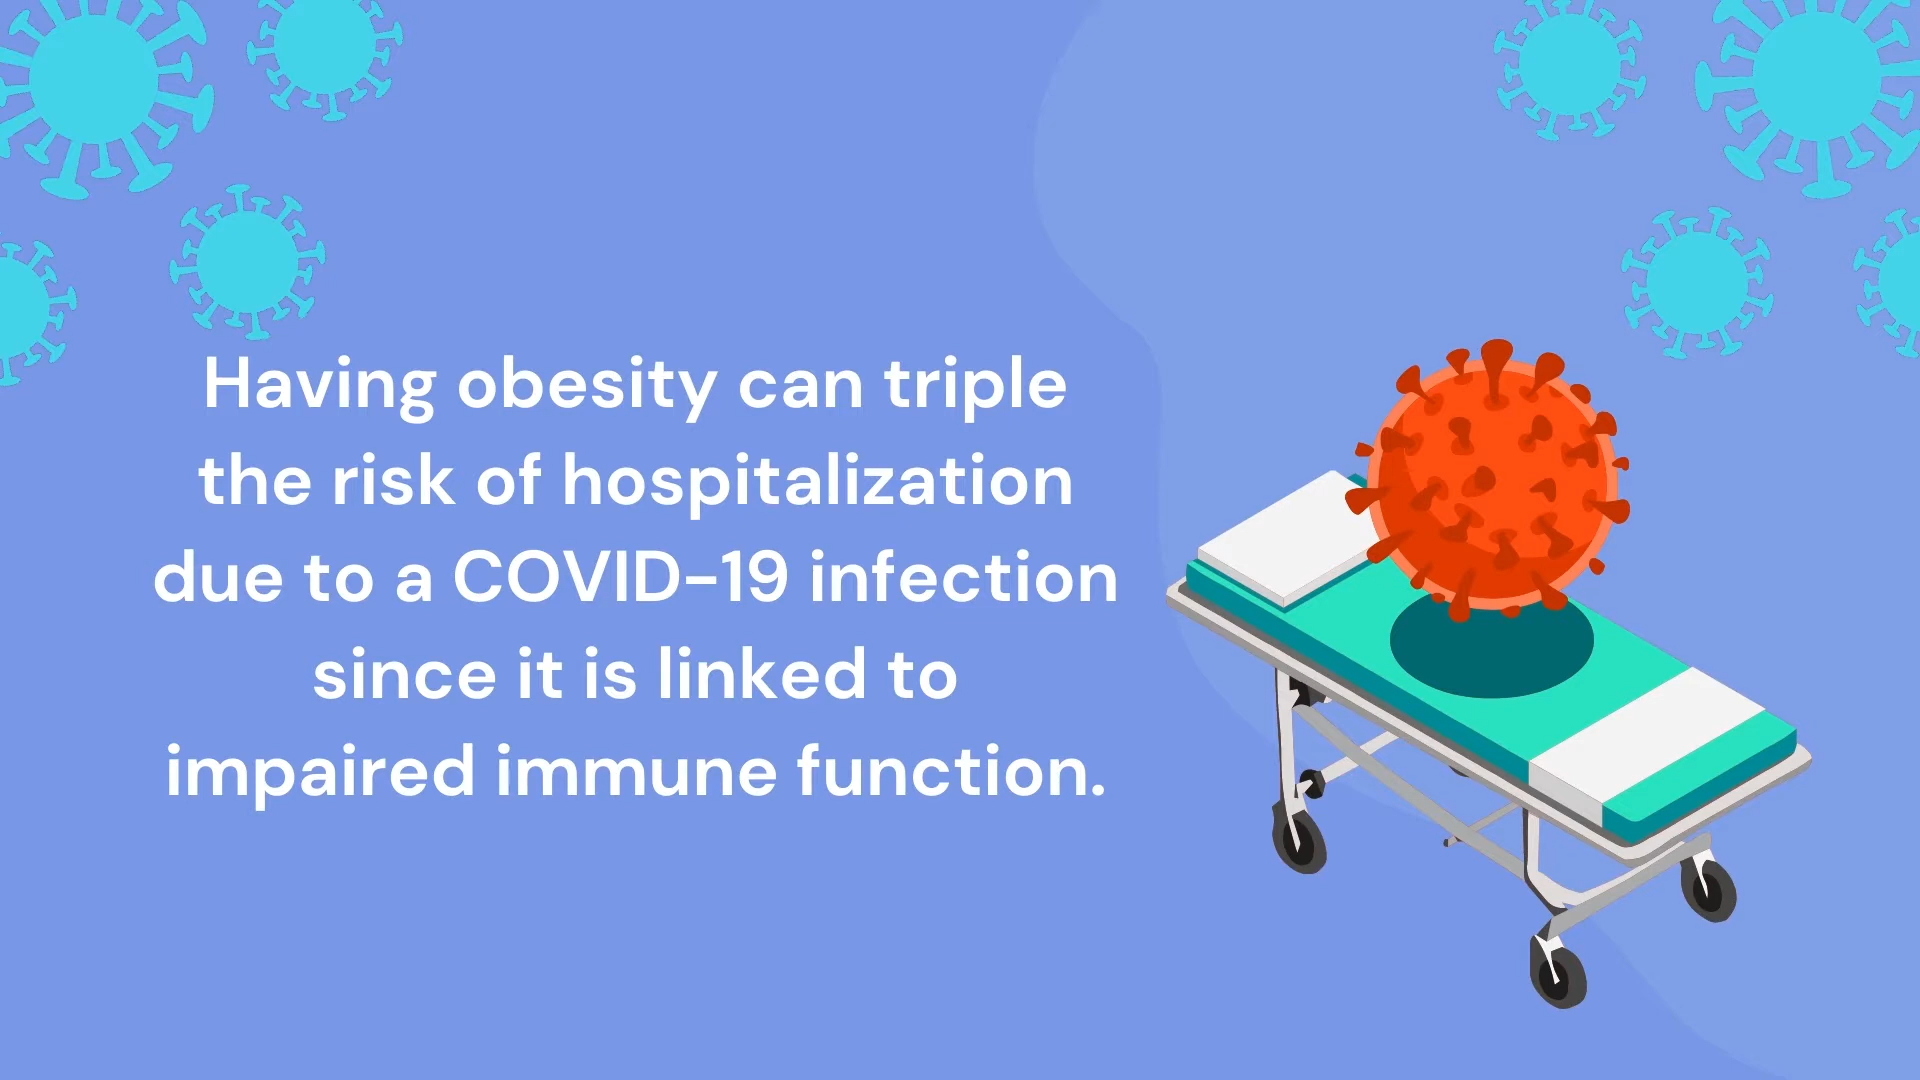 Having obesity can triple
the risk of hospitalization
due to a COVID-19 infection
since it is linked to
impaired immune function.